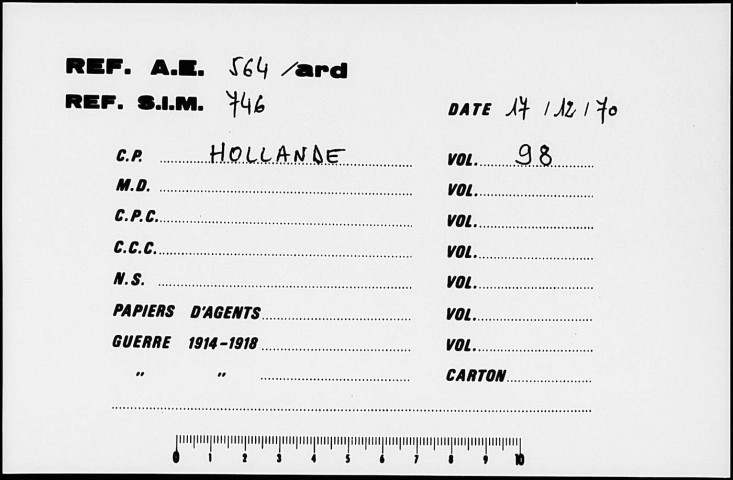 REF. A.E. 564 /ard
REF. S.I.M. 746
DATE 17 / 12 / 70
C.P. HOLLANDE VOL. 98
M.D. VOL.
C.P.C. VOL.
C.C.C. VOL.
N.S. VOL.
PAPIERS D'AGENTS VOL.
GUERRE 1914-1918 VOL.
" " CARTON
0 1 2 3 4 5 6 7 8 9 10